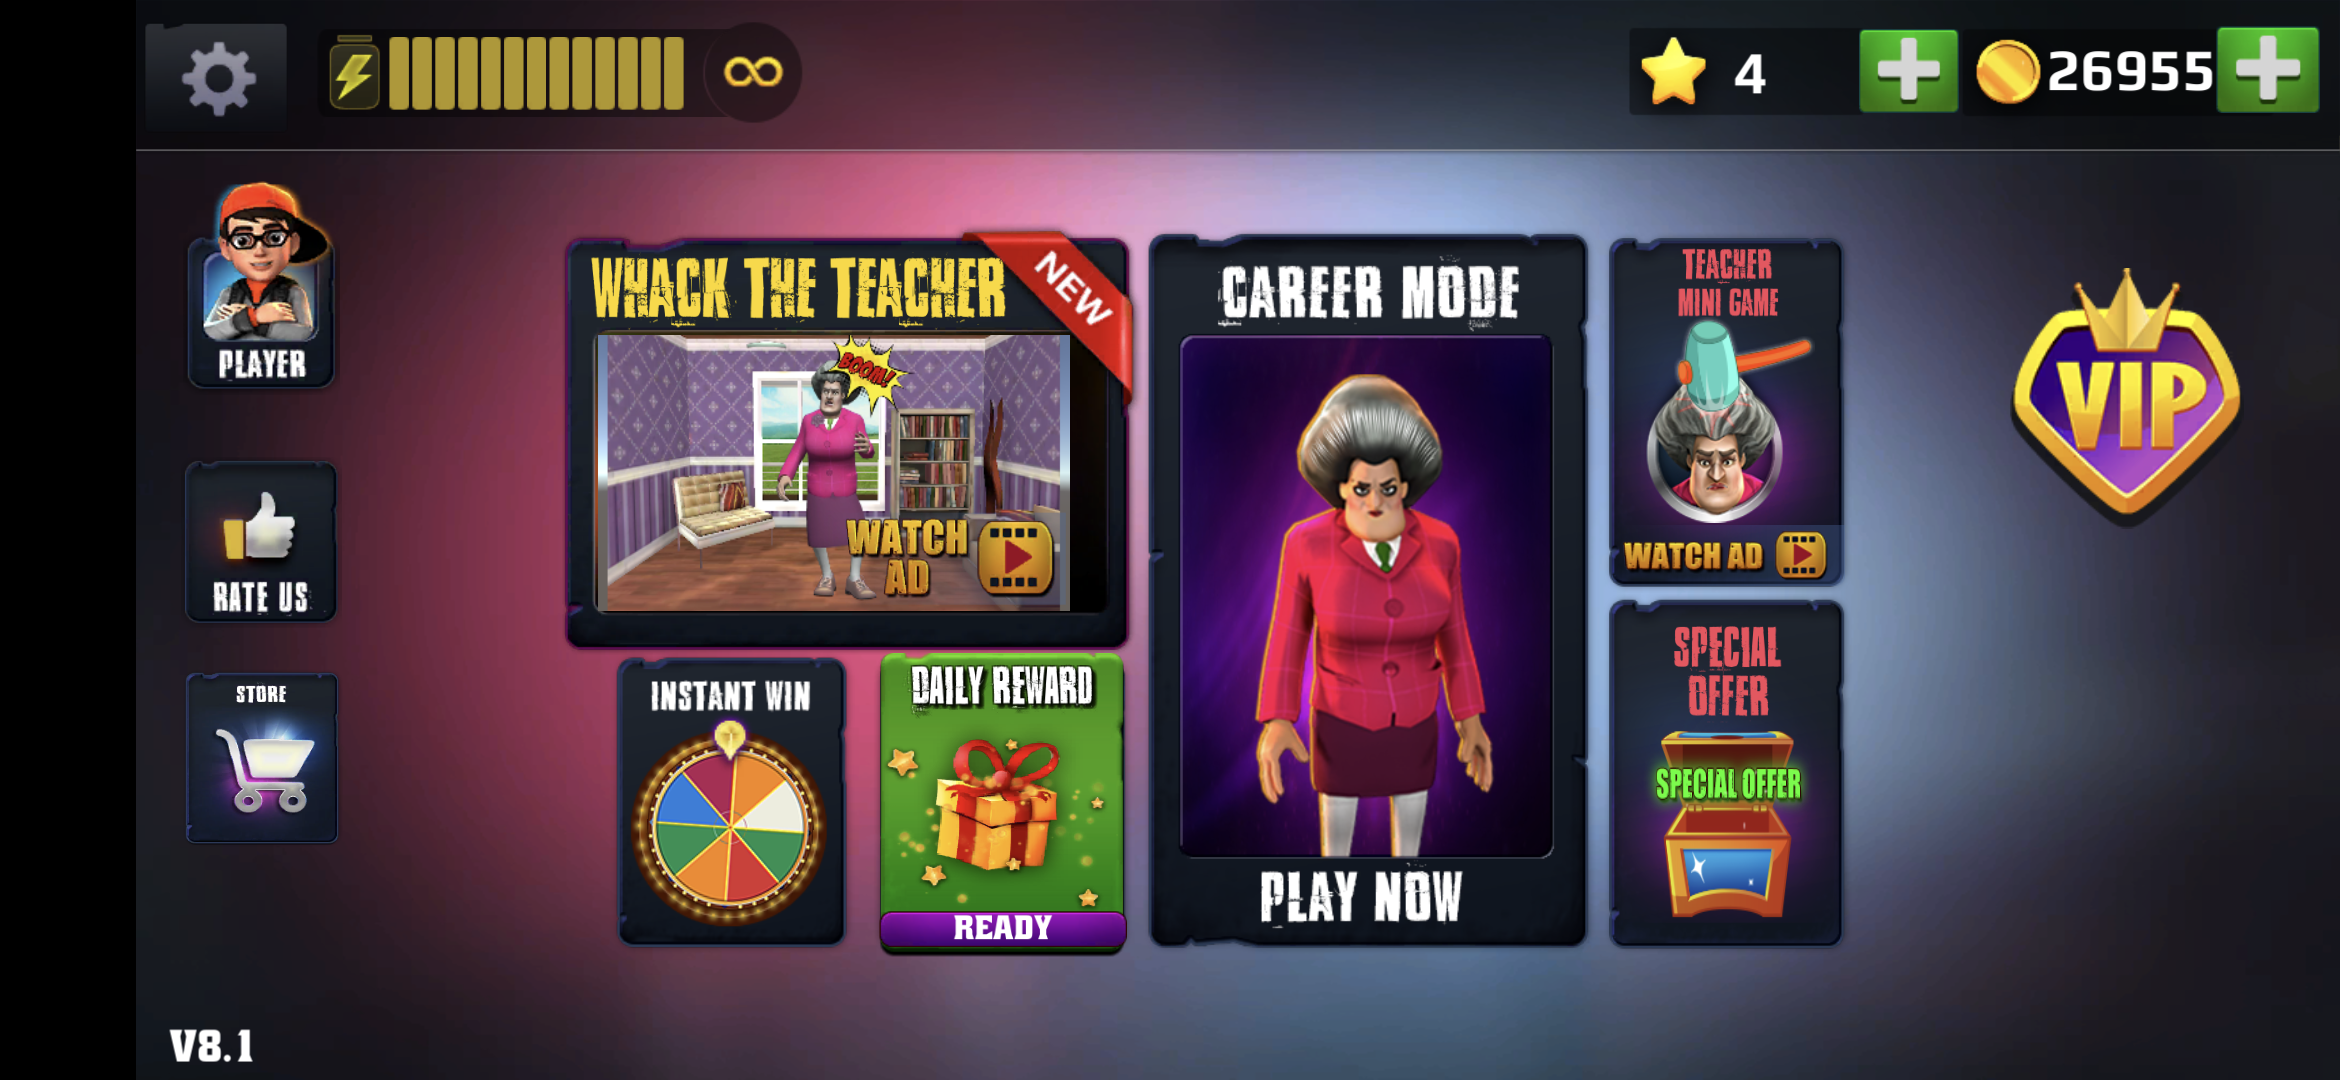 4
26955
PLAYER
RATE US
STORE
WHACK THE TEACHER
NEW
BOOM!
WATCH
AD
INSTANT WIN
DAILY REWARD
READY
CAREER MODE
PLAY NOW
TEACHER
MINI GAME
WATCH AD
SPECIAL
OFFER
SPECIAL OFFER
VIP
V8.1